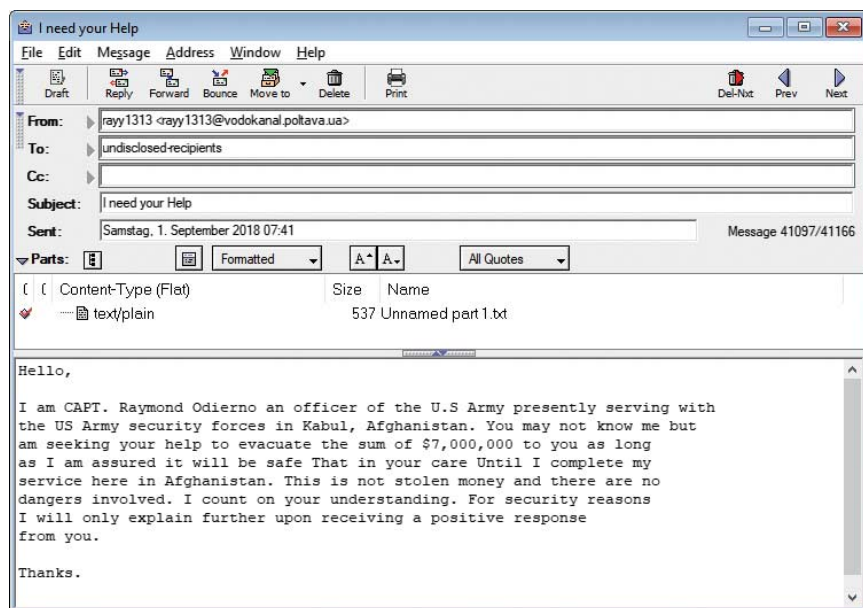 I need your Help
File Edit Message Address Window Help
Draft Reply Forward Bounce Move to Delete Print Del-Nxt Prev Next
From: rayy1313 <rayy1313@vodokanal.poltava.ua>
To: undisclosed-recipients
Cc:
Subject: I need your Help
Sent: Samstag, 1. September 2018 07:41 Message 41097/41166
Parts: Formatted A A All Quotes
( ( Content-Type (Flat) Size Name
text/plain 537 Unnamed part 1.txt
Hello,
I am CAPT. Raymond Odierno an officer of the U.S Army presently serving with
the US Army security forces in Kabul, Afghanistan. You may not know me but
am seeking your help to evacuate the sum of $7,000,000 to you as long
as I am assured it will be safe That in your care Until I complete my
service here in Afghanistan. This is not stolen money and there are no
dangers involved. I count on your understanding. For security reasons
I will only explain further upon receiving a positive response
from you.
Thanks.